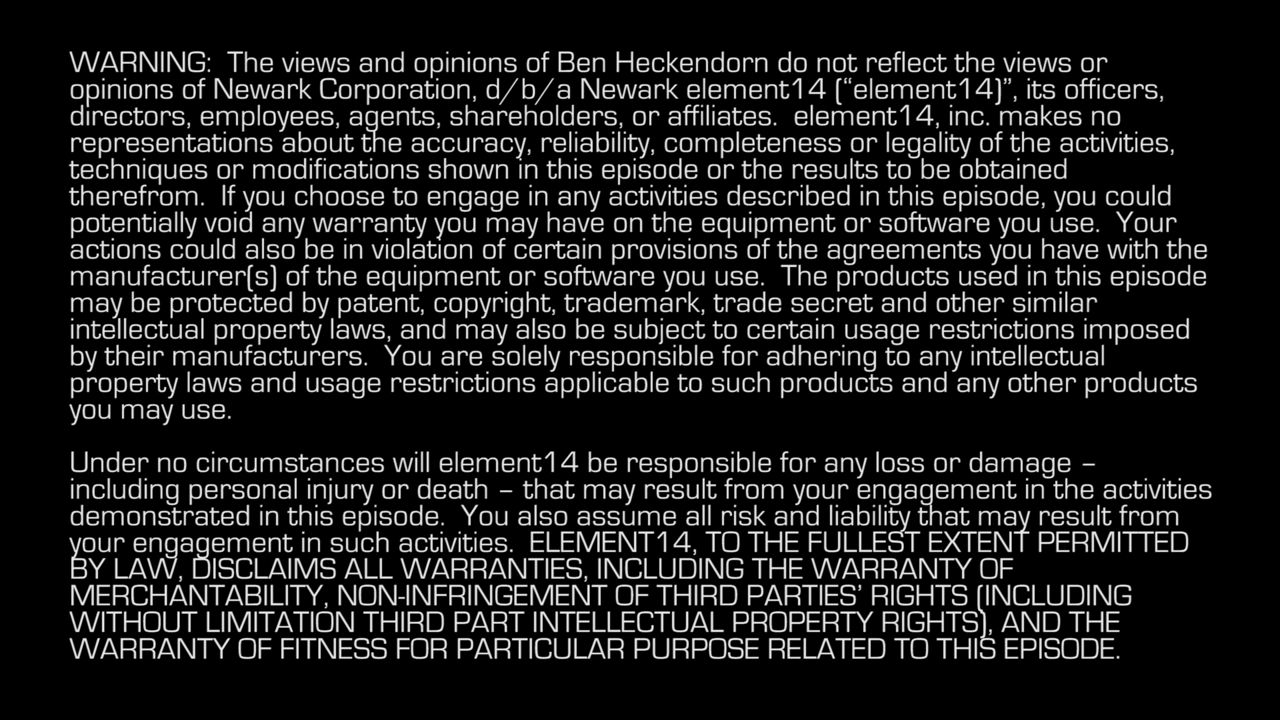 WARNING:  The views and opinions of Ben Heckendorn do not reflect the views or
opinions of Newark Corporation, d/b/a Newark element14 (“element14)”, its officers,
directors, employees, agents, shareholders, or affiliates.  element14, inc. makes no
representations about the accuracy, reliability, completeness or legality of the activities,
techniques or modifications shown in this episode or the results to be obtained
therefrom.  If you choose to engage in any activities described in this episode, you could
potentially void any warranty you may have on the equipment or software you use.  Your
actions could also be in violation of certain provisions of the agreements you have with the
manufacturer(s) of the equipment or software you use.  The products used in this episode
may be protected by patent, copyright, trademark, trade secret and other similar
intellectual property laws, and may also be subject to certain usage restrictions imposed
by their manufacturers.  You are solely responsible for adhering to any intellectual
property laws and usage restrictions applicable to such products and any other products
you may use.
Under no circumstances will element14 be responsible for any loss or damage –
including personal injury or death – that may result from your engagement in the activities
demonstrated in this episode.  You also assume all risk and liability that may result from
your engagement in such activities.  ELEMENT14, TO THE FULLEST EXTENT PERMITTED
BY LAW, DISCLAIMS ALL WARRANTIES, INCLUDING THE WARRANTY OF
MERCHANTABILITY, NON-INFRINGEMENT OF THIRD PARTIES’ RIGHTS (INCLUDING
WITHOUT LIMITATION THIRD PART INTELLECTUAL PROPERTY RIGHTS), AND THE
WARRANTY OF FITNESS FOR PARTICULAR PURPOSE RELATED TO THIS EPISODE.